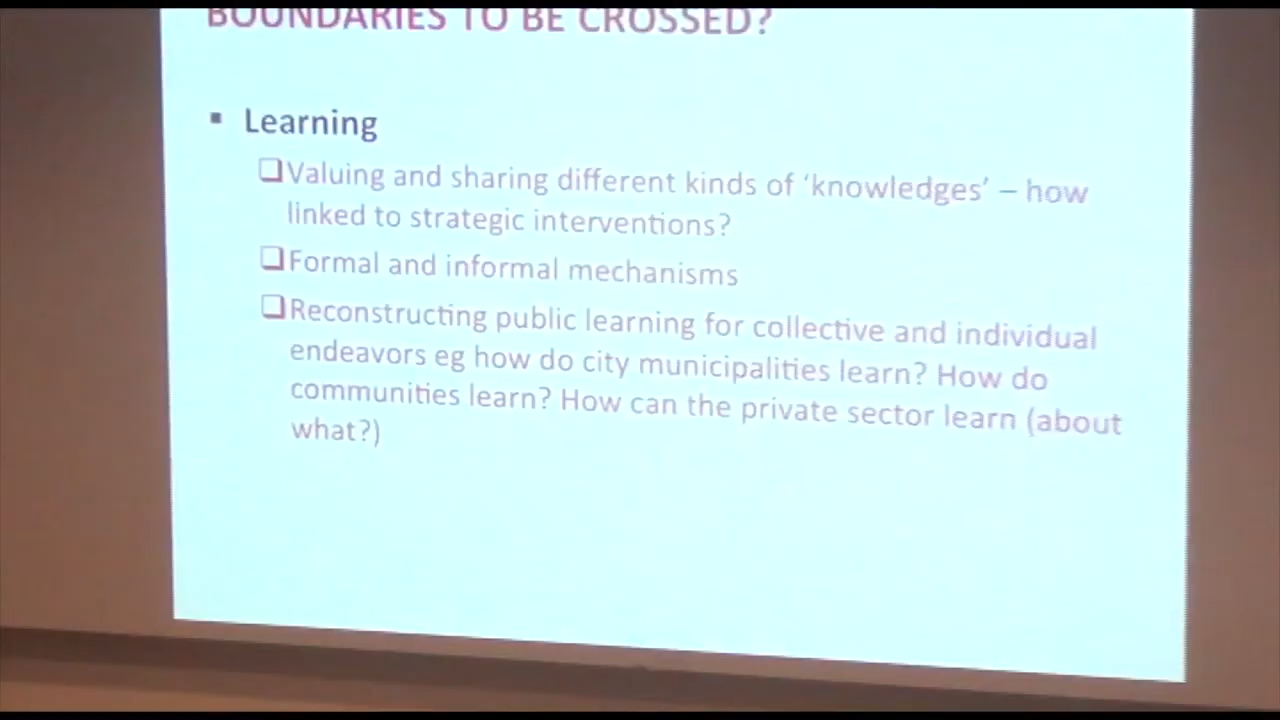 BOUNDARIES TO BE CROSSED?
▪ Learning
❑Valuing and sharing different kinds of ‘knowledges’ – how
linked to strategic interventions?
❑Formal and informal mechanisms
❑Reconstructing public learning for collective and individual
endeavors eg how do city municipalities learn? How do
communities learn? How can the private sector learn (about
what?)